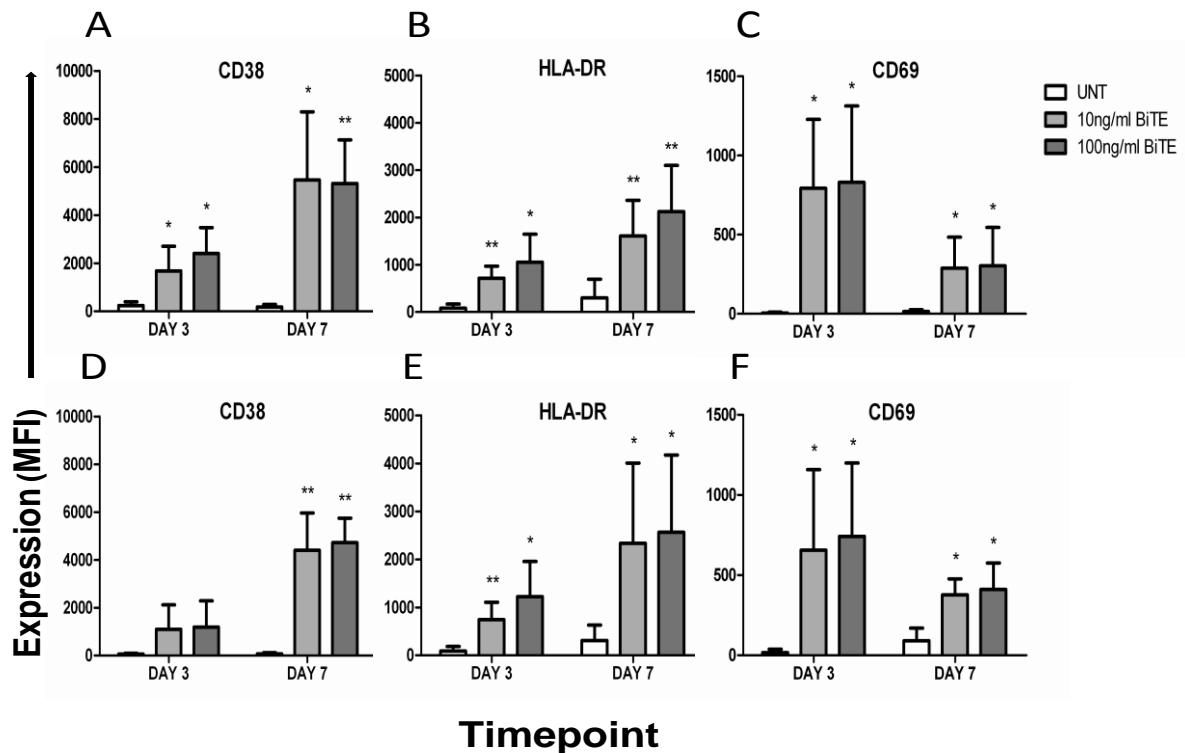 A
B
C
CD38
HLA-DR
CD69
UNT
10ng/ml BiTE
100ng/ml BiTE
10000
8000
6000
4000
2000
0
* * * **
DAY 3 DAY 7
5000
4000
3000
2000
1000
0
** * ** **
DAY 3 DAY 7
1500
1000
500
0
* * * *
DAY 3 DAY 7
D
E
F
CD38
HLA-DR
CD69
10000
8000
6000
4000
2000
0
** **
DAY 3 DAY 7
5000
4000
3000
2000
1000
0
** * * *
DAY 3 DAY 7
1500
1000
500
0
* * * *
DAY 3 DAY 7
Expression (MFI)
Timepoint